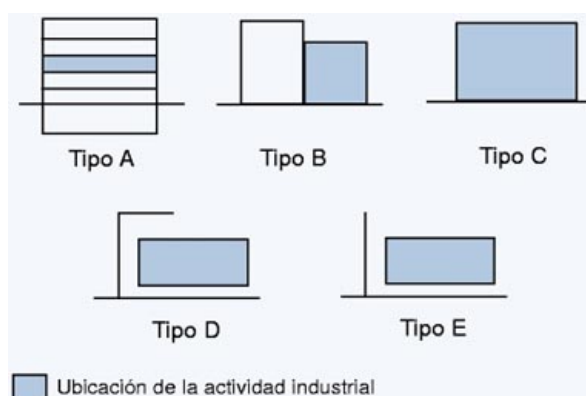 Tipo A
Tipo B
Tipo C
Tipo D
Tipo E
Ubicación de la actividad industrial